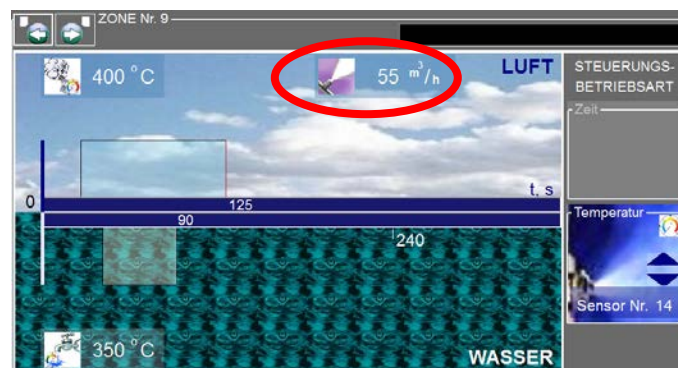 ZONE Nr. 9
400 °C
55 m³/h
LUFT
STEUERUNGS-
BETRIEBSART
Zeit
t, s
0
125
90
240
Temperatur
Sensor Nr. 14
350 °C
WASSER